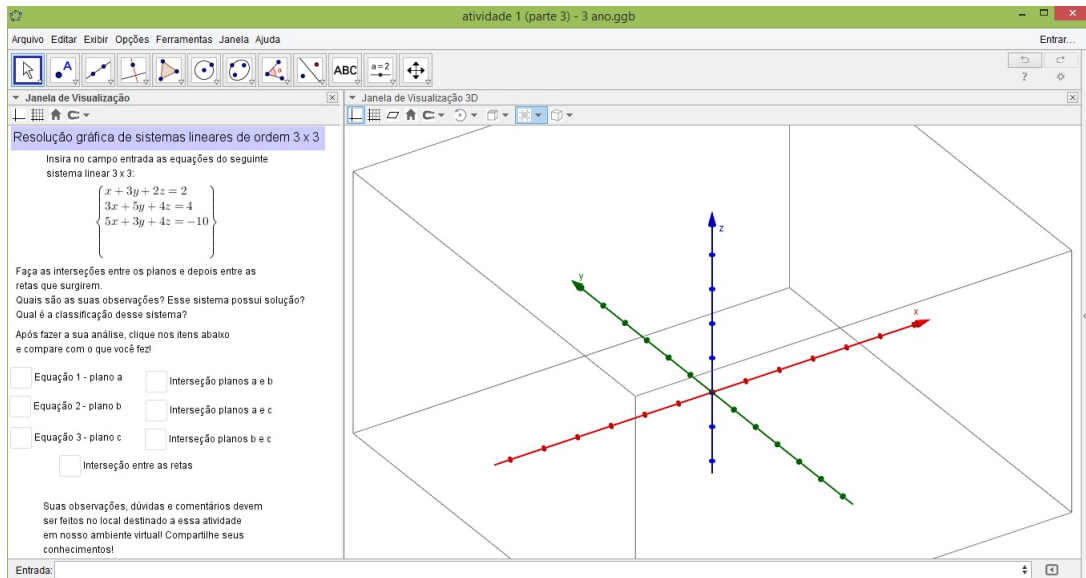 atividade 1 (parte 3) - 3 ano.ggb
Arquivo Editar Exibir Opções Ferramentas Janela Ajuda Entrar...
A ABC a=2
?
Janela de Visualização
Janela de Visualização 3D
Resolução gráfica de sistemas lineares de ordem 3 x 3
Insira no campo entrada as equações do seguinte
sistema linear 3 x 3:
x + 3y + 2z = 2
3x + 5y + 4z = 4
5x + 3y + 4z = −10
Faça as interseções entre os planos e depois entre as
retas que surgirem.
Quais são as suas observações? Esse sistema possui solução?
Qual é a classificação desse sistema?
Após fazer a sua análise, clique nos itens abaixo
e compare com o que você fez!
Equação 1 - plano a
Interseção planos a e b
Equação 2 - plano b
Interseção planos a e c
Equação 3 - plano c
Interseção planos b e c
Interseção entre as retas
Suas observações, dúvidas e comentários devem
ser feitos no local destinado a essa atividade
em nosso ambiente virtual! Compartilhe seus
conhecimentos!
z
y
x
Entrada: